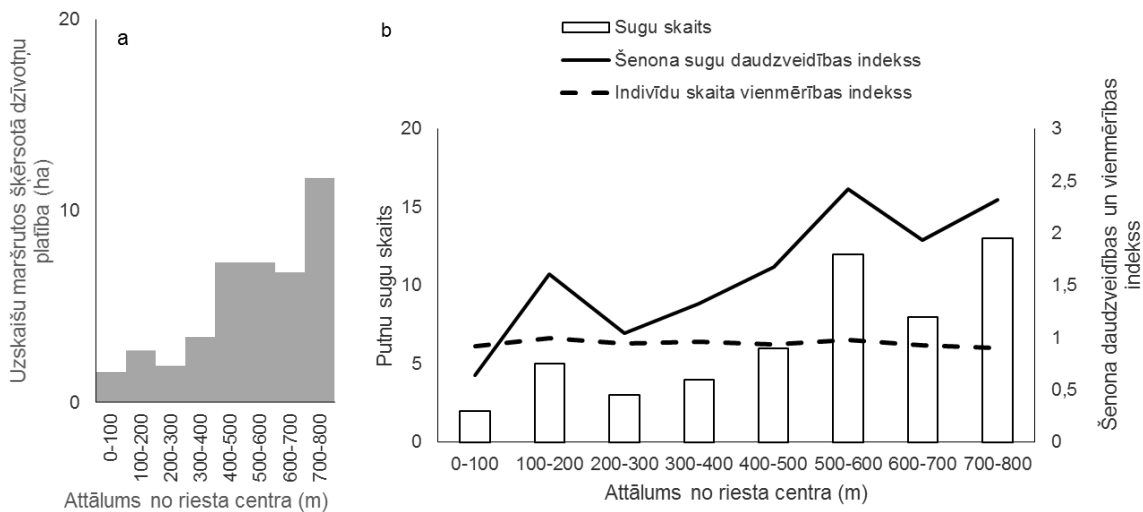 a
Uzskaišu maršrutos šķērsotā dzīvotņu
platība (ha)
20
10
0
0-100
100-200
200-300
300-400
400-500
500-600
600-700
700-800
Attālums no riesta centra (m)
b
Sugu skaits
Šenona sugu daudzveidības indekss
Indivīdu skaita vienmērības indekss
Putnu sugu skaits
20
15
10
5
0
3
2,5
2
1,5
1
0,5
0
Šenona daudzveidības un vienmērības
indekss
0-100 100-200 200-300 300-400 400-500 500-600 600-700 700-800
Attālums no riesta centra (m)